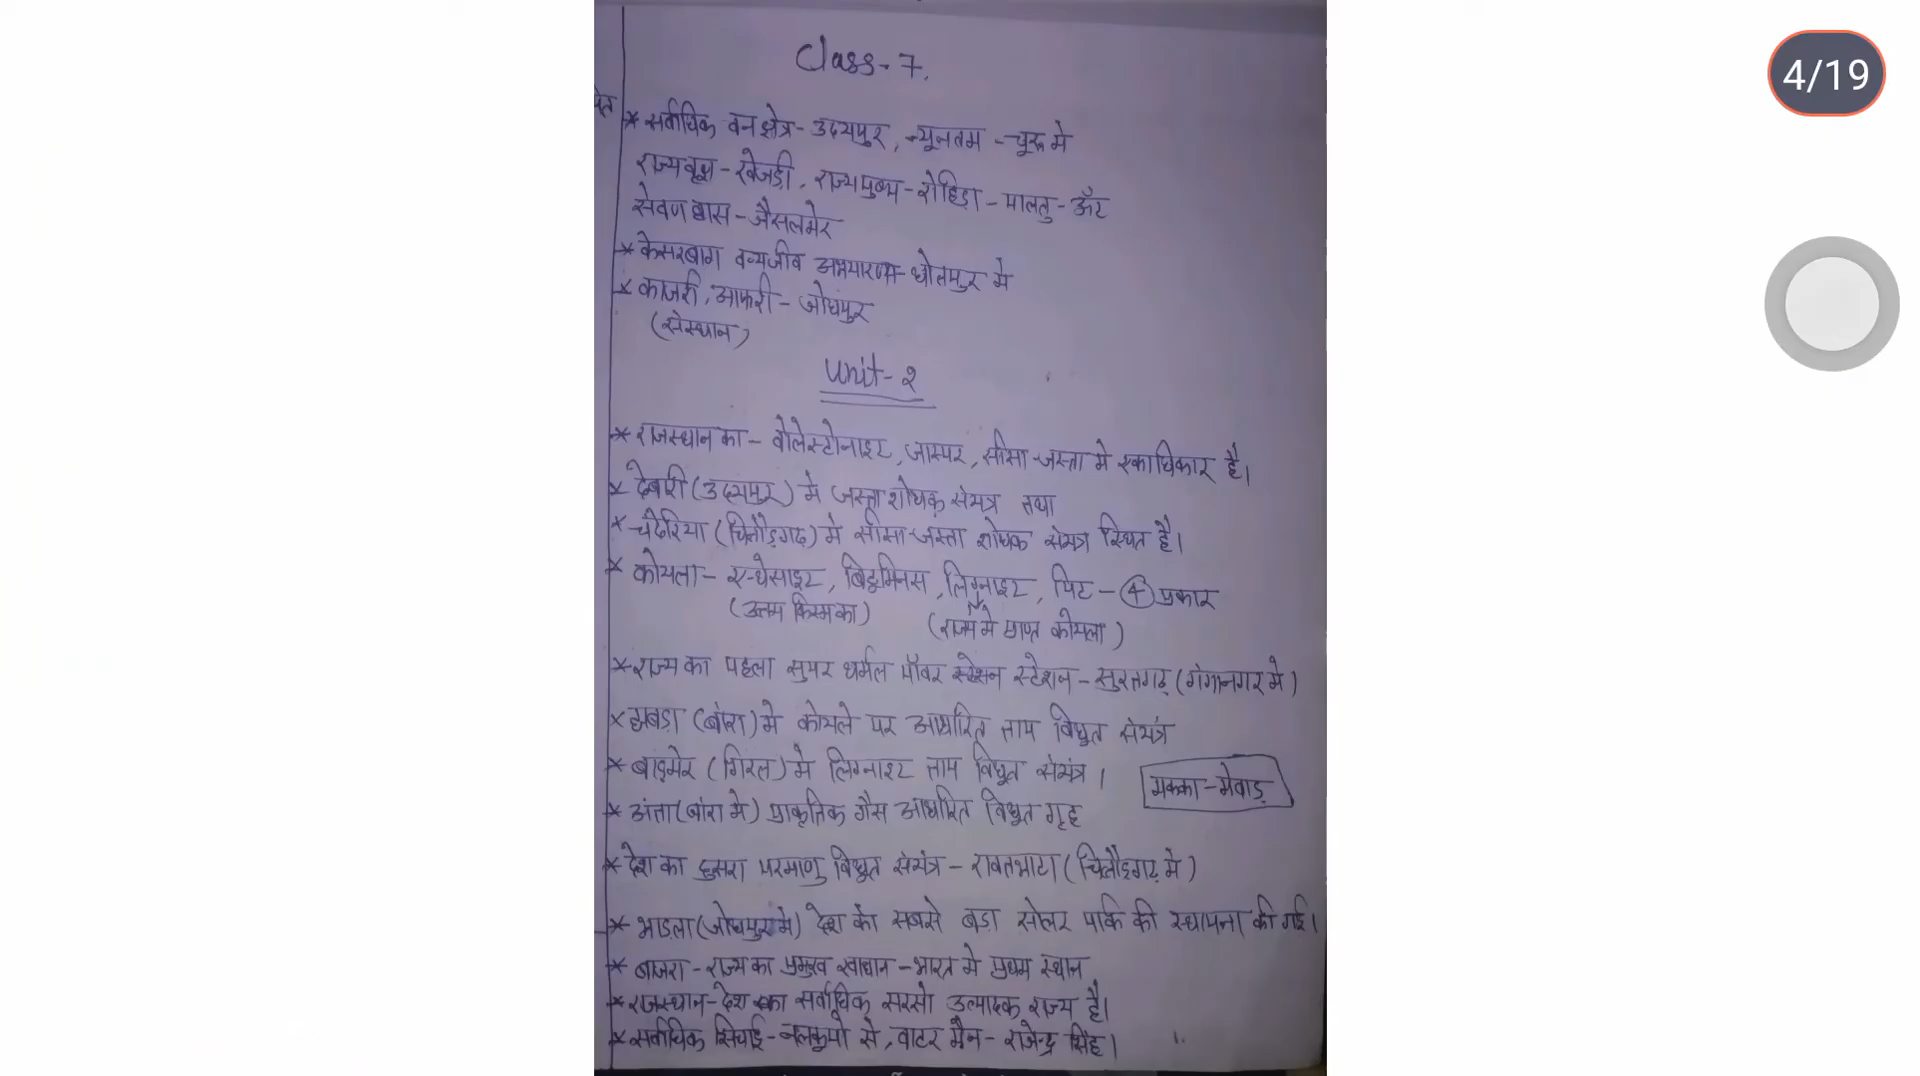 4/19
Class-7.
* सर्वाधिक वन क्षेत्र- उदयपुर, न्यूनतम - चूरू मे
राज्यवृक्ष - खेजड़ी, राज्यपुष्प - रोहिड़ा - पालतु - ऊँट
सेवण घास - जैसलमेर
* केसरबाग वन्यजीव अभयारण्य - धोलपुर मे
* काजरी, आफरी - जोधपुर
(संस्थान)
Unit-2
* राजस्थान का - वोलेस्टोनाइट, जास्पर, सीसा-जस्ता मे एकाधिकार है।
* देबारी (उदयपुर) मे जस्ता शोधक संयत्र तथा
* चंदेरिया (चित्तौड़गढ) मे सीसा-जस्ता शोधक संयत्र स्थित है।
* कोयला - एन्थ्रेसाइट, बिटुमिनस, लिग्नाइट, पिट - 4 प्रकार
(उत्तम किस्म का) (राज्य मे प्राप्त कोयला)
* राज्य का पहला सुपर थर्मल पॉवर स्टेशन - सुरतगढ़ (गंगानगर मे)
* छबड़ा (बांरा) मे कोयले पर आधारित ताप विधुत संयंत्र
* बाड़मेर (गिरल) मे लिग्नाइट ताप विधुत संयंत्र।
मक्का - मेवाड़
* अंता (बांरा मे) प्राकृतिक गैस आधारित विधुत गृह
* देश का दुसरा परमाणु विधुत संयंत्र - रावतभाटा (चित्तौड़गढ़ मे)
* भाड़ला (जोधपुर मे) देश के सबसे बड़ा सोलर पार्क की स्थापना की गई।
* बाजरा - राज्य का प्रमुख खाधान - भारत मे प्रथम स्थान
* राजस्थान - देश का सर्वाधिक सरसो उत्पादक राज्य है।
* सर्वाधिक सिंचाई - नलकूपो से, वाटर मैन - राजेन्द्र सिंह।